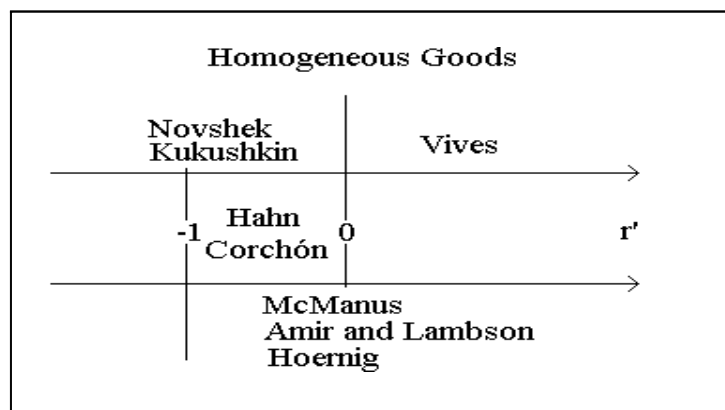 Homogeneous Goods
Novshek
Kukushkin
Vives
-1
Hahn
Corchón
0
r'
McManus
Amir and Lambson
Hoernig